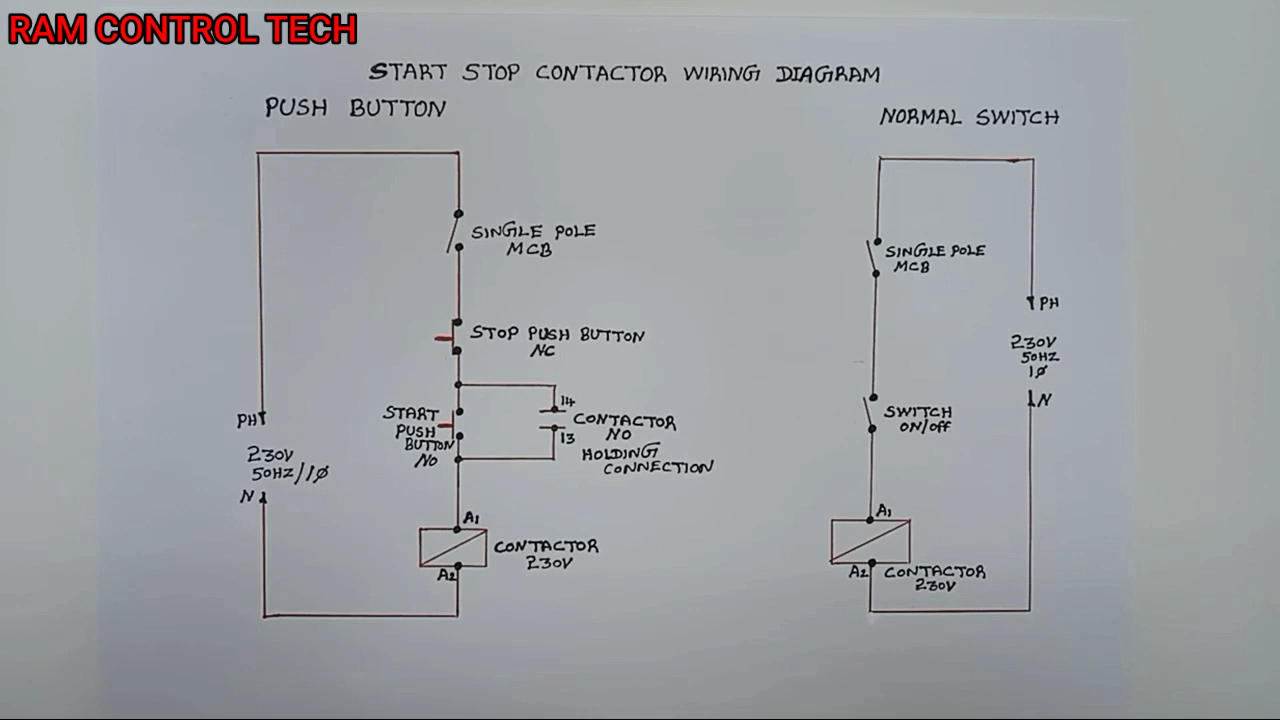 RAM CONTROL TECH
START STOP CONTACTOR WIRING DIAGRAM
PUSH BUTTON
SINGLE POLE
MCB
STOP PUSH BUTTON
NC
START
PUSH
BUTTON
NO
14
CONTACTOR
NO
13
HOLDING
CONNECTION
PH
230V
50HZ/1Ø
N
A1
CONTACTOR
230V
A2
NORMAL SWITCH
SINGLE POLE
MCB
PH
230V
50HZ
1Ø
N
SWITCH
ON/OFF
A1
A2 CONTACTOR
230V